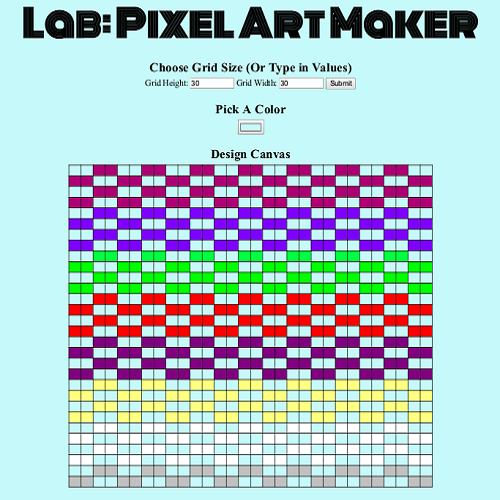 Lab: Pixel Art Maker
Choose Grid Size (Or Type in Values)
Grid Height: 30 Grid Width: 30 Submit
Pick A Color
Design Canvas